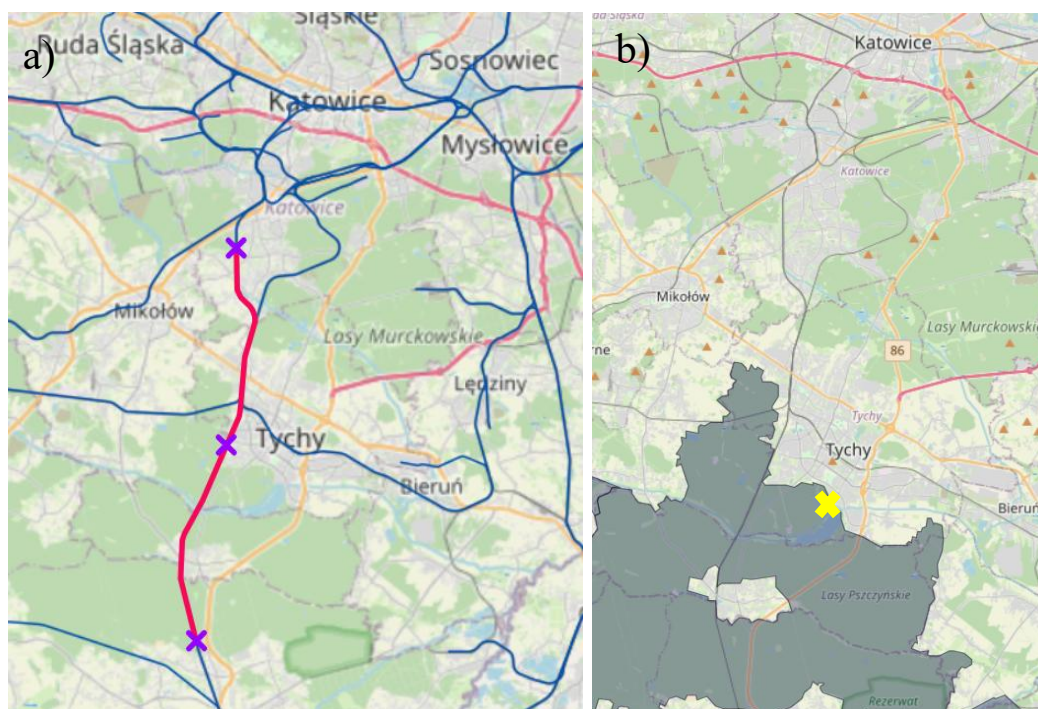 a)
Śląskie
Ruda Śląska
Sosnowiec
Katowice
Mysłowice
Katowice
Mikołów
Lasy Murckowskie
Lędziny
Tychy
Bieruń
b)
Katowice
Katowice
Mikołów
Lasy Murckowskie
rne
86
Tychy
Tychy
Bieruń
Lasy Pszczyńskie
Rezerwat